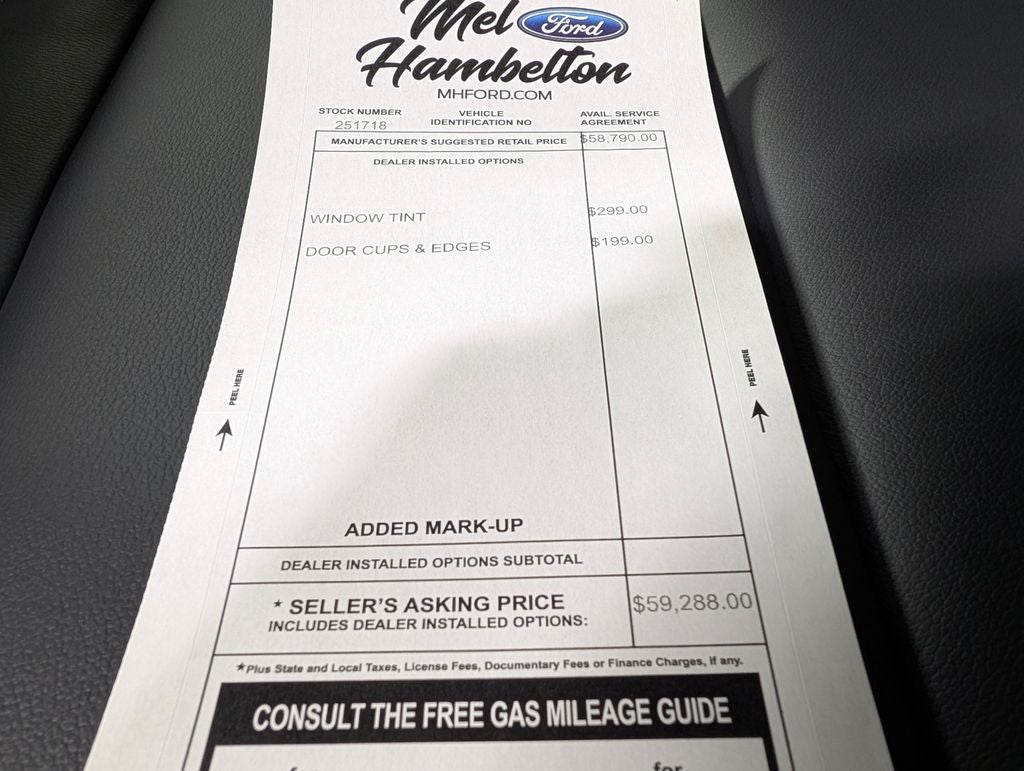 Mel Ford
Hambelton
MHFORD.COM
STOCK NUMBER VEHICLE IDENTIFICATION NO AVAIL. SERVICE AGREEMENT
251718
MANUFACTURER'S SUGGESTED RETAIL PRICE $58,790.00
DEALER INSTALLED OPTIONS
WINDOW TINT $299.00
DOOR CUPS & EDGES $199.00
PEEL HERE
PEEL HERE
ADDED MARK-UP
DEALER INSTALLED OPTIONS SUBTOTAL
* SELLER'S ASKING PRICE $59,288.00
INCLUDES DEALER INSTALLED OPTIONS:
*Plus State and Local Taxes, License Fees, Documentary Fees or Finance Charges, if any.
CONSULT THE FREE GAS MILEAGE GUIDE
for